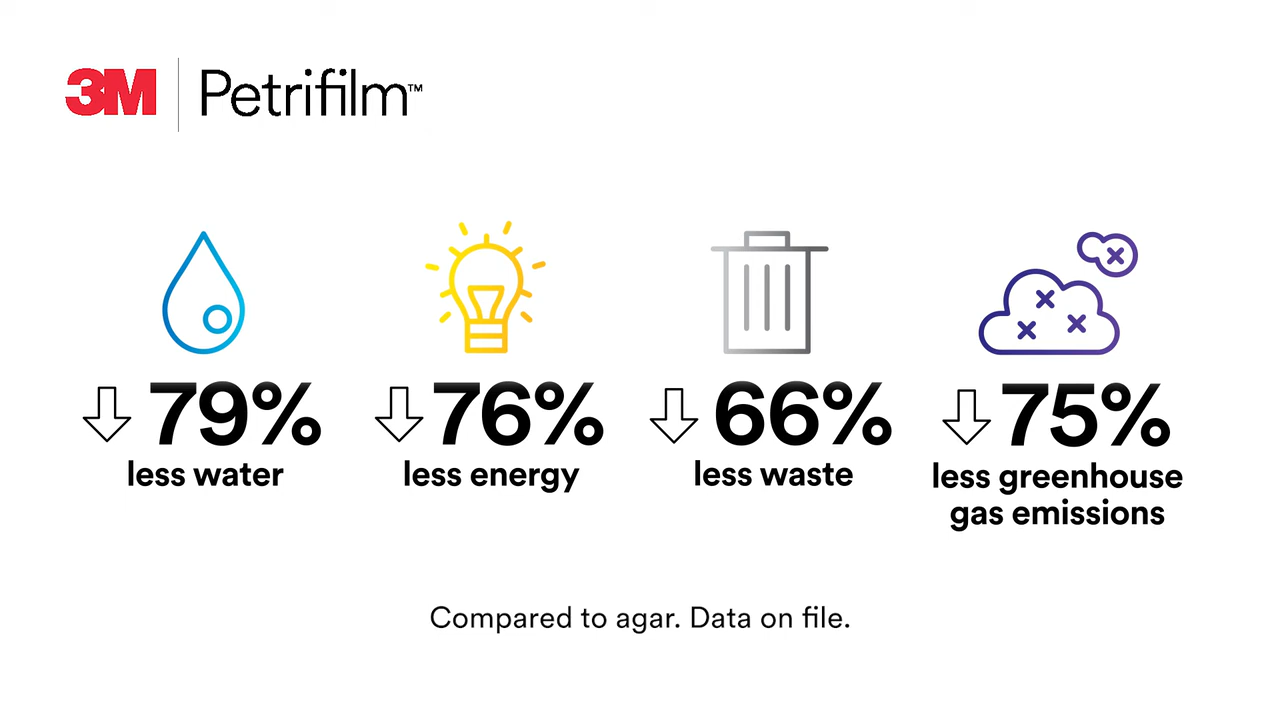 3M | Petrifilm™
79%
less water
76%
less energy
66%
less waste
75%
less greenhouse
gas emissions
Compared to agar. Data on file.